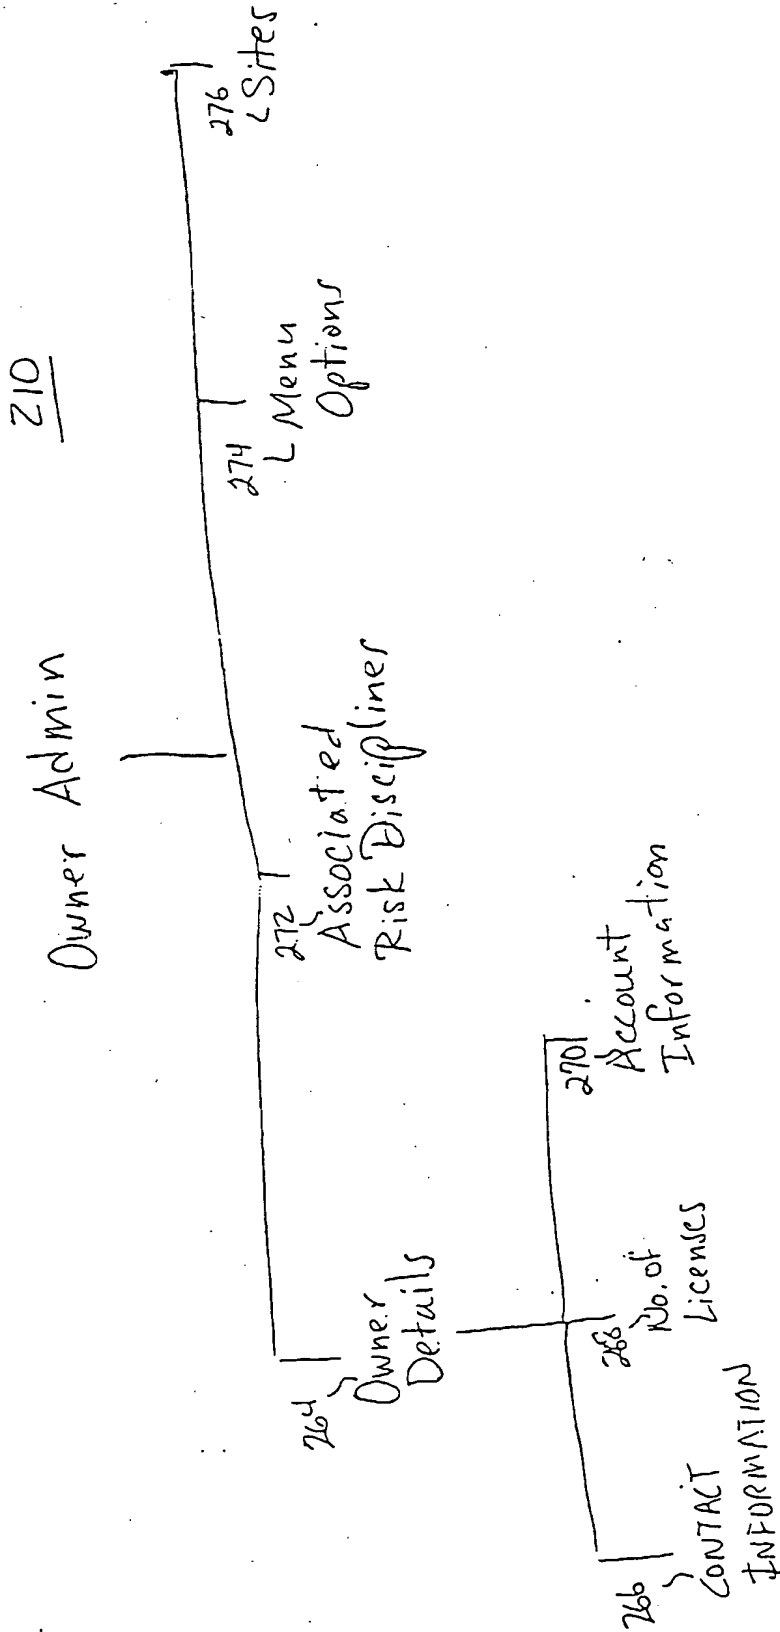 210
Owner Admin
264
Owner
Details
272
Associated
Risk Disciplines
274
Menu
Options
276
Sites
266
CONTACT
INFORMATION
268
No. of
Licenses
270
Account
Information